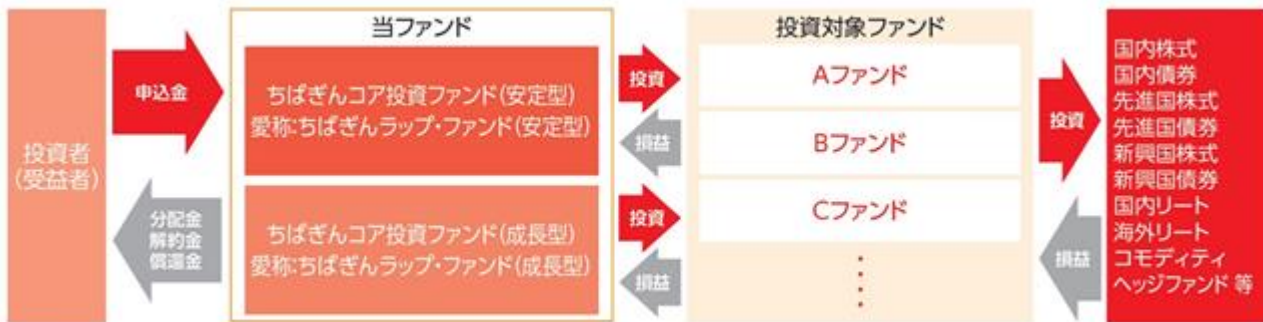 投資者
(受益者)
申込金
分配金
解約金
償還金
当ファンド
ちばぎんコア投資ファンド(安定型)
愛称:ちばぎんラップ・ファンド(安定型)
ちばぎんコア投資ファンド(成長型)
愛称:ちばぎんラップ・ファンド(成長型)
投資
損益
投資
損益
投資対象ファンド
Aファンド
Bファンド
Cファンド
投資
損益
国内株式
国内債券
先進国株式
先進国債券
新興国株式
新興国債券
国内リート
海外リート
コモディティ
ヘッジファンド 等